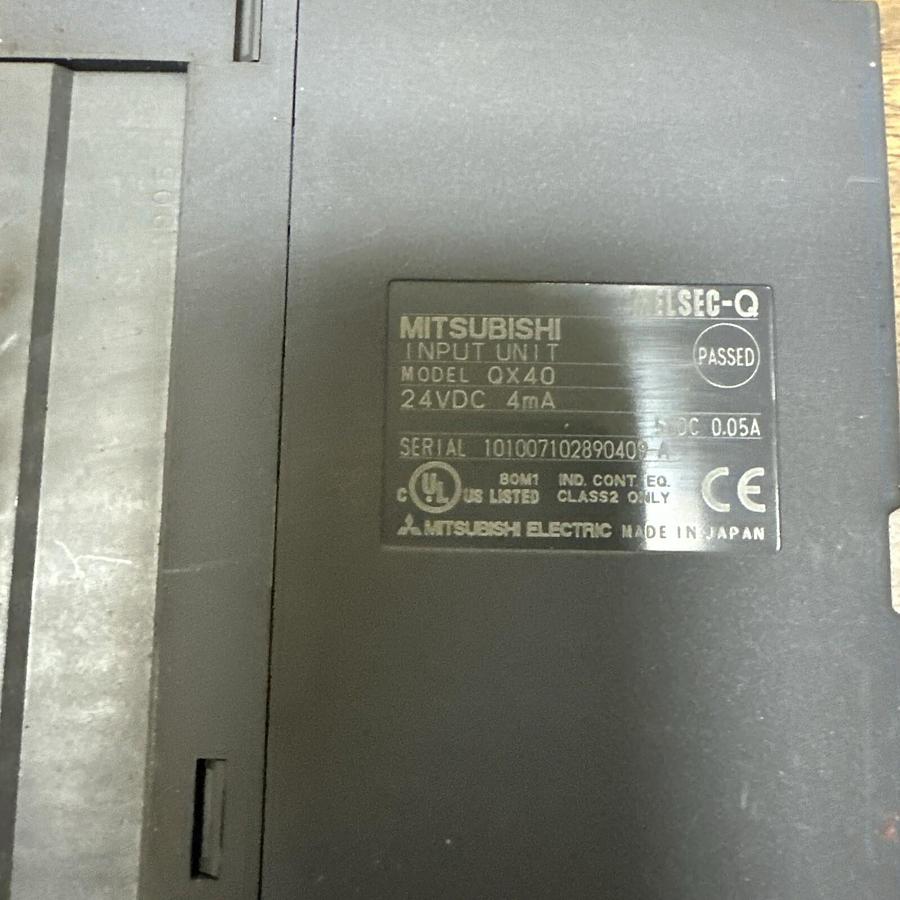 MELSEC-Q
MITSUBISHI
INPUT UNIT
PASSED
MODEL QX40
24VDC 4mA
0.05A
SERIAL 101007102890409-A
C UL US LISTED
80M1 IND. CONT. EQ.
CLASS2 ONLY
CE
MITSUBISHI ELECTRIC MADE IN JAPAN